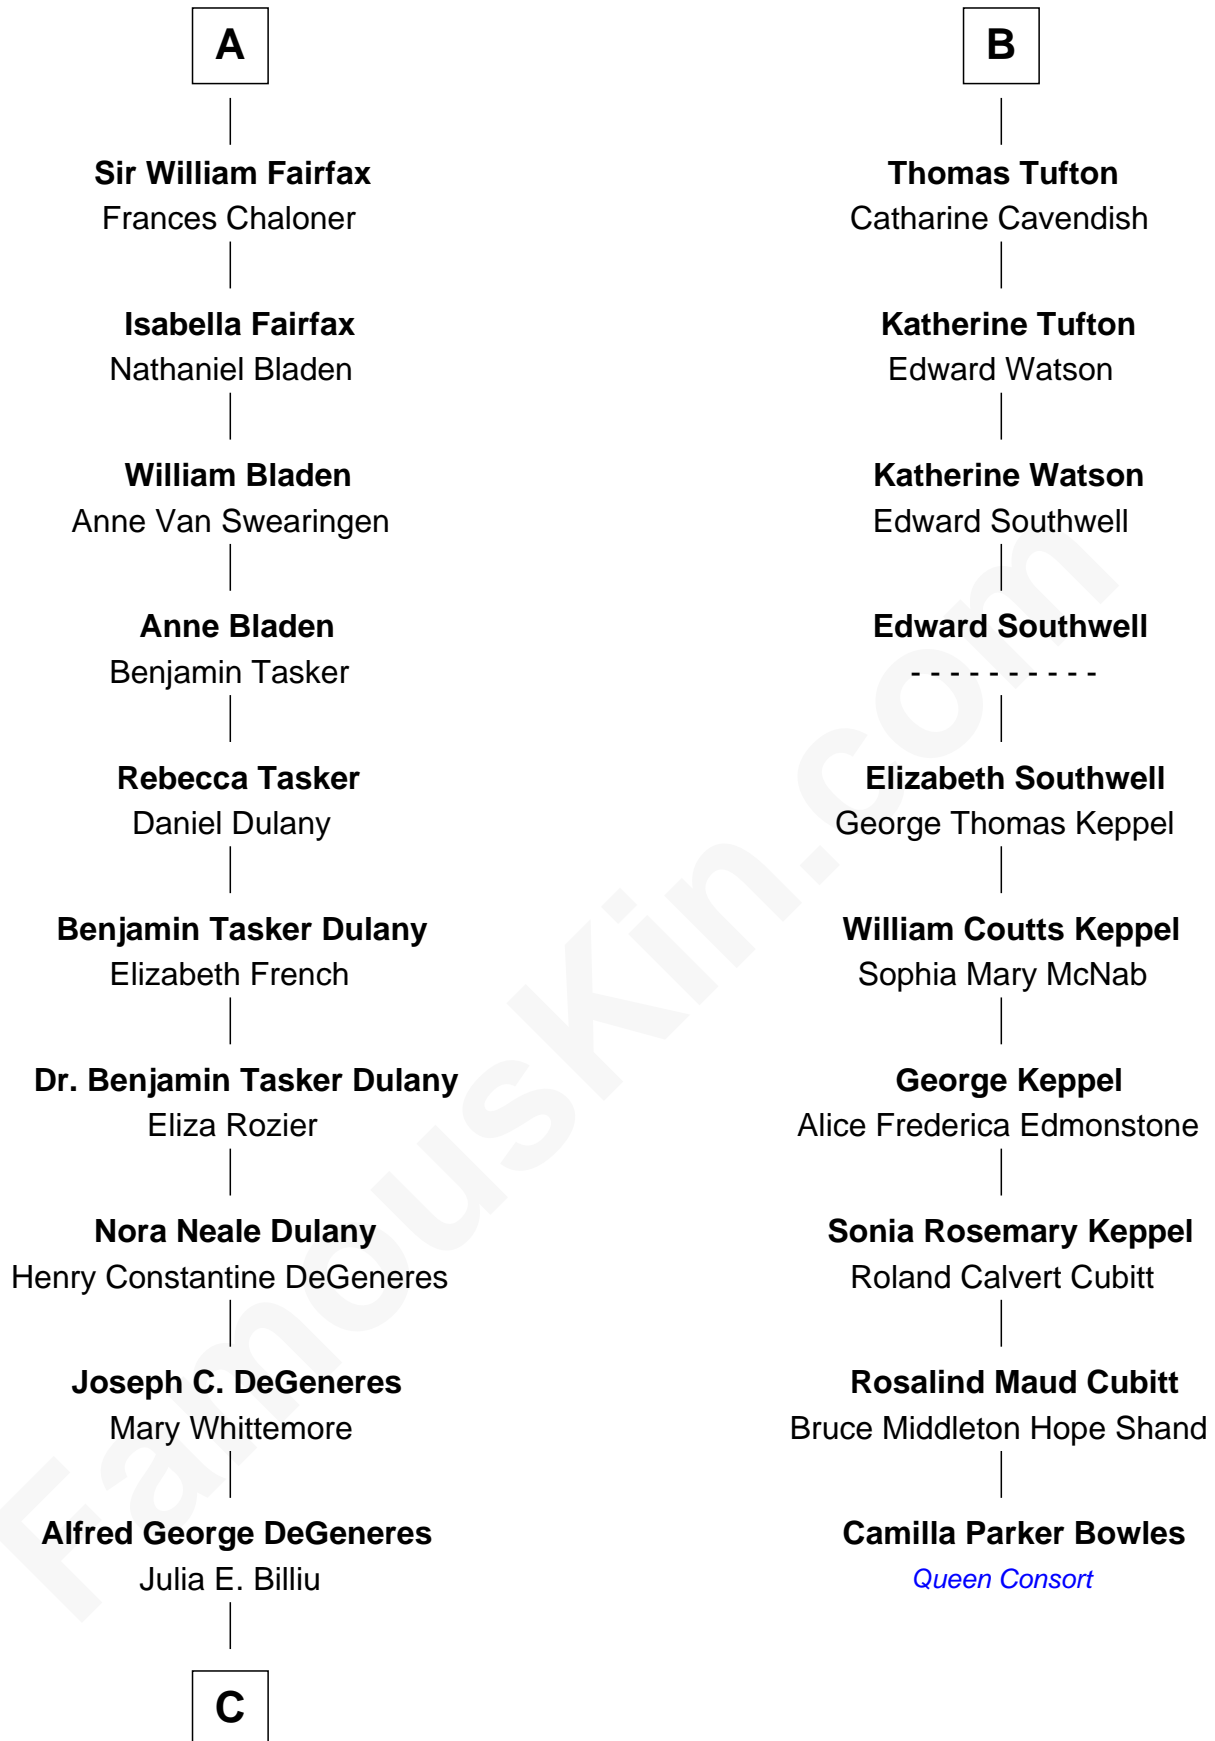 A
Sir William Fairfax
Frances Chaloner
Isabella Fairfax
Nathaniel Bladen
William Bladen
Anne Van Swearingen
Anne Bladen
Benjamin Tasker
Rebecca Tasker
Daniel Dulany
Benjamin Tasker Dulany
Elizabeth French
Dr. Benjamin Tasker Dulany
Eliza Rozier
Nora Neale Dulany
Henry Constantine DeGeneres
Joseph C. DeGeneres
Mary Whittemore
Alfred George DeGeneres
Julia E. Billiu
C
B
Thomas Tufton
Catharine Cavendish
Katherine Tufton
Edward Watson
Katherine Watson
Edward Southwell
Edward Southwell
- - - - - - - - - -
Elizabeth Southwell
George Thomas Keppel
William Coutts Keppel
Sophia Mary McNab
George Keppel
Alice Frederica Edmonstone
Sonia Rosemary Keppel
Roland Calvert Cubitt
Rosalind Maud Cubitt
Bruce Middleton Hope Shand
Camilla Parker Bowles
Queen Consort
FamousKin.com